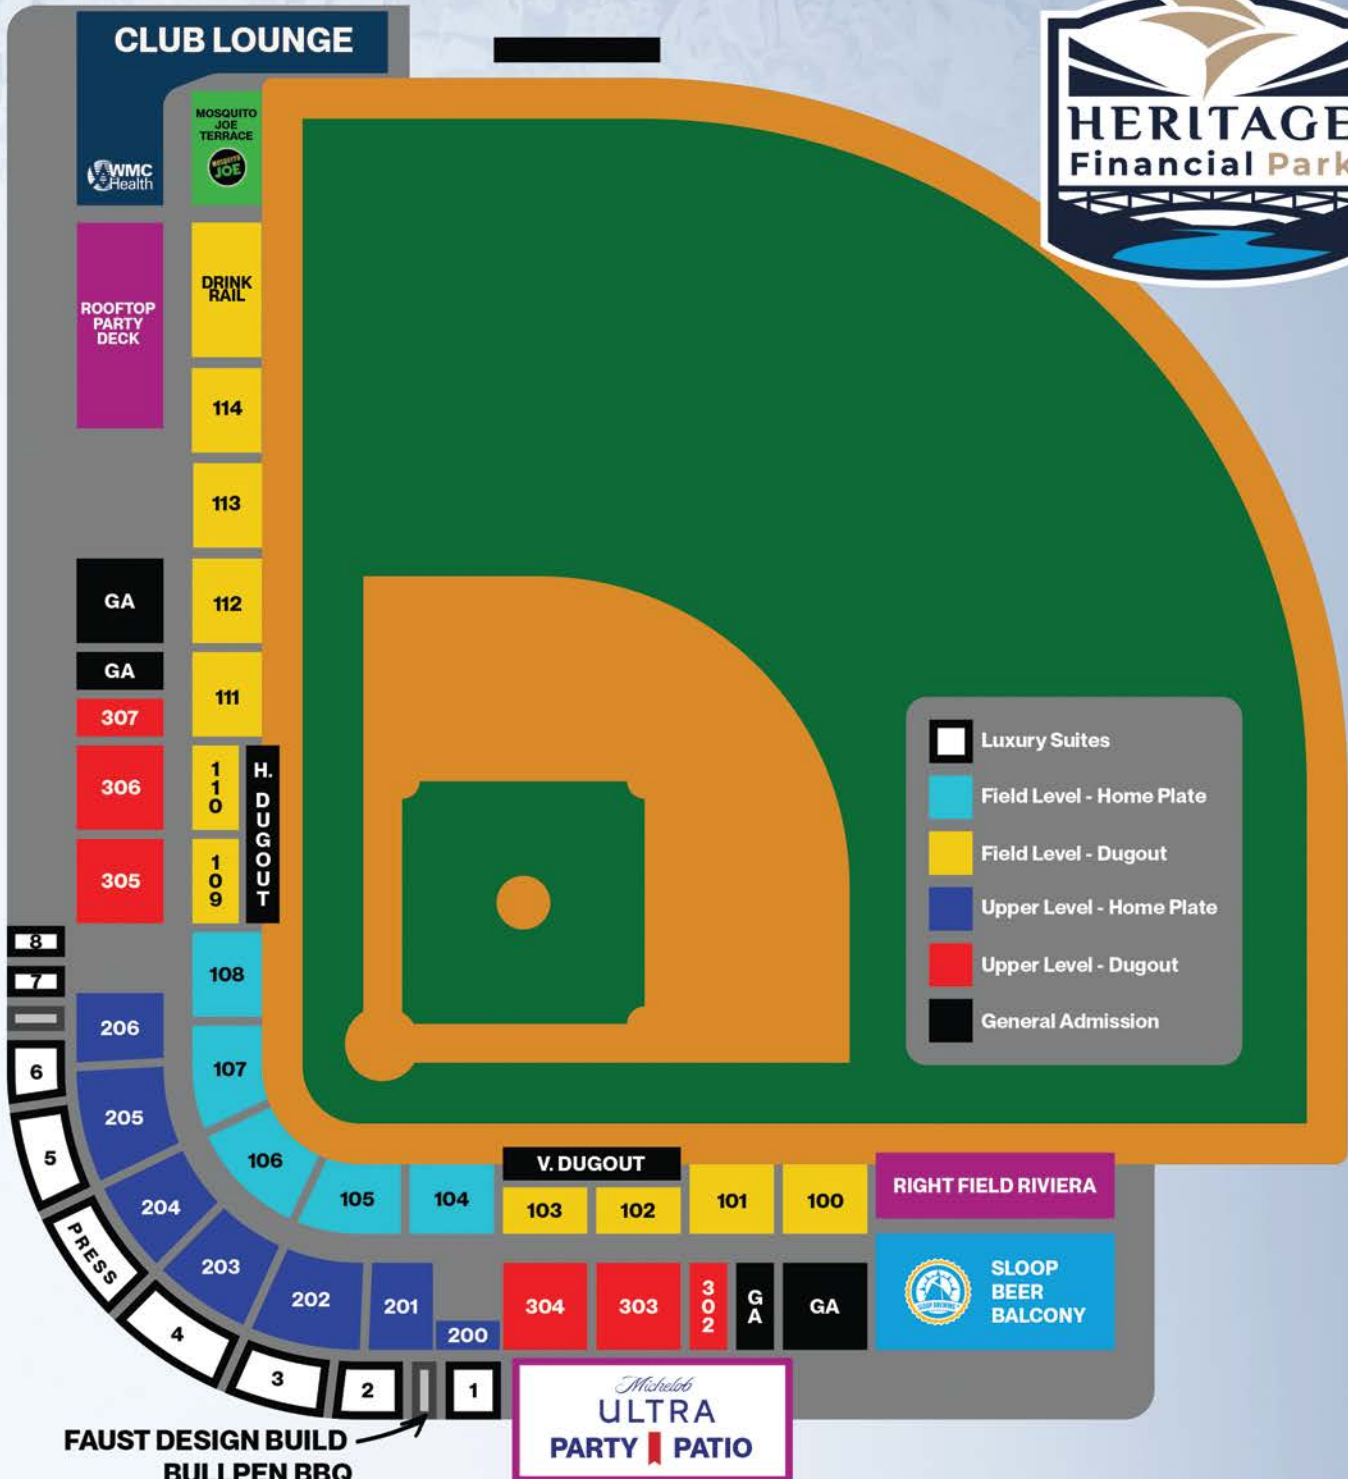 CLUB LOUNGE
WMC
Health
MOSQUITO
JOE
TERRACE
MOSQUITO
JOE
HERITAGE
Financial Park
ROOFTOP
PARTY
DECK
DRINK
RAIL
114
113
112
111
110
109
H. DUGOUT
GA
GA
307
306
305
108
107
106
105
104
8
7
6
5
PRESS
4
3
2
1
206
205
204
203
202
201
200
V. DUGOUT
103
102
101
100
304
303
302
GA
GA
RIGHT FIELD RIVIERA
SLOOP BREWING
SLOOP
BEER
BALCONY
Luxury Suites
Field Level - Home Plate
Field Level - Dugout
Upper Level - Home Plate
Upper Level - Dugout
General Admission
Michelob
ULTRA
PARTY PATIO
FAUST DESIGN BUILD
BULLPEN BBQ